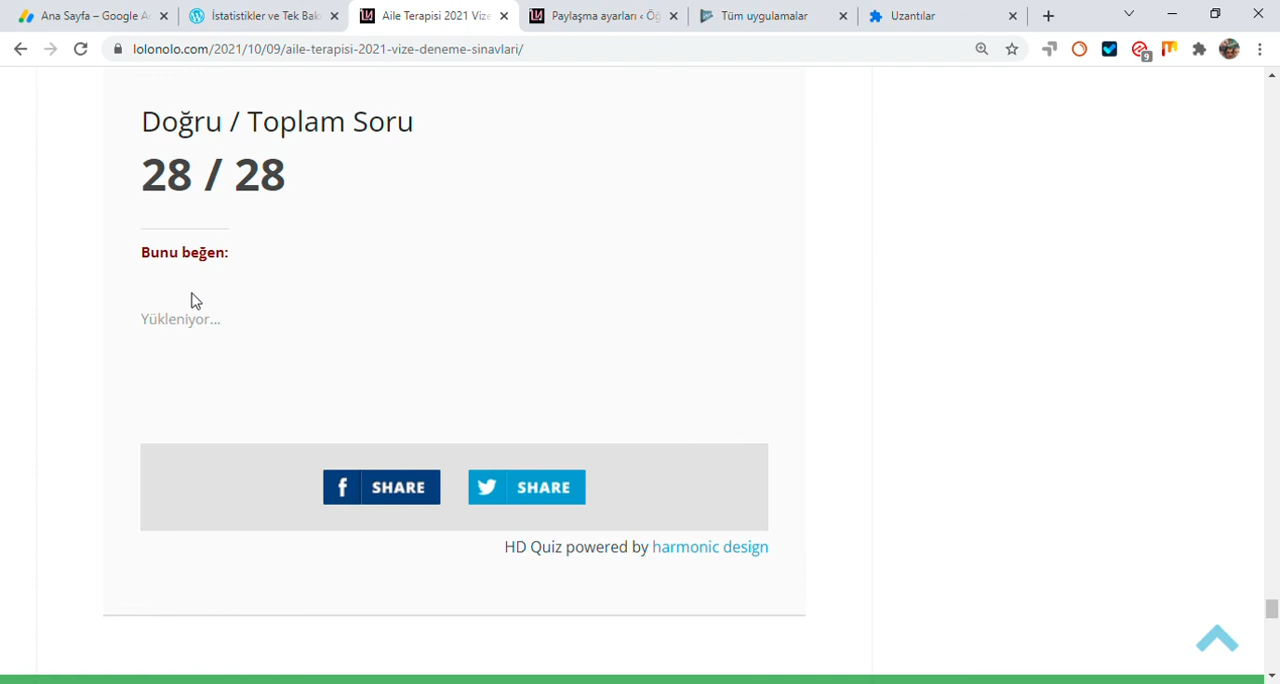 Ana Sayfa – Google A
İstatistikler ve Tek Bak
Aile Terapisi 2021 Viz
Paylaşma ayarları ‹ Ö
Tüm uygulamalar
Uzantılar
lolonolo.com/2021/10/09/aile-terapisi-2021-vize-deneme-sinavlari/
9
Doğru / Toplam Soru
28 / 28
Bunu beğen:
Yükleniyor...
f SHARE
SHARE
HD Quiz powered by harmonic design